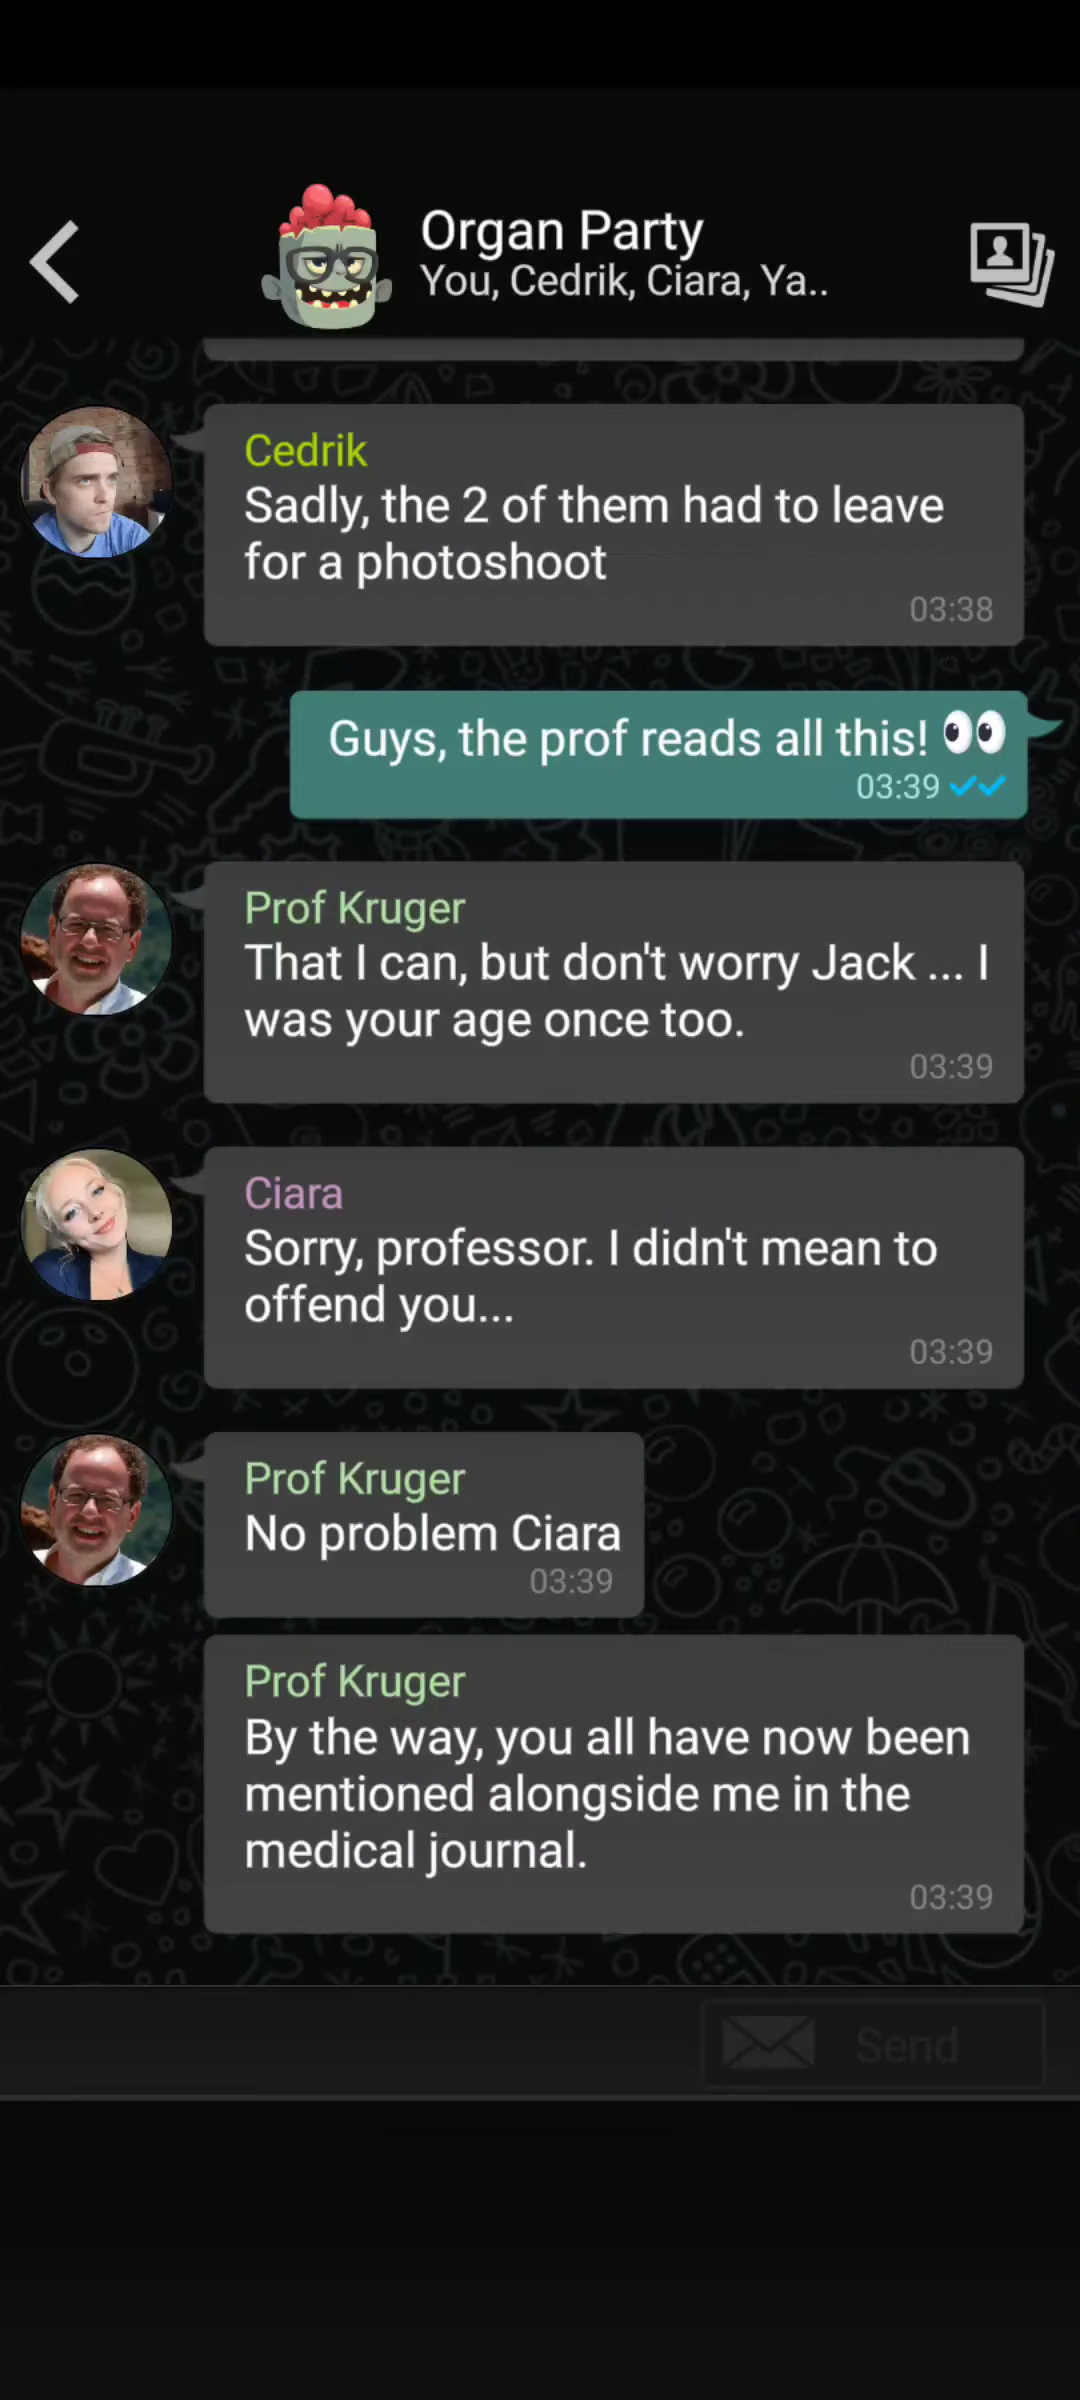 Organ Party
You, Cedrik, Ciara, Ya..
Cedrik
Sadly, the 2 of them had to leave
for a photoshoot
03:38
Guys, the prof reads all this! 👀
03:39
Prof Kruger
That I can, but don't worry Jack ... I
was your age once too.
03:39
Ciara
Sorry, professor. I didn't mean to
offend you...
03:39
Prof Kruger
No problem Ciara
03:39
Prof Kruger
By the way, you all have now been
mentioned alongside me in the
medical journal.
03:39
Send